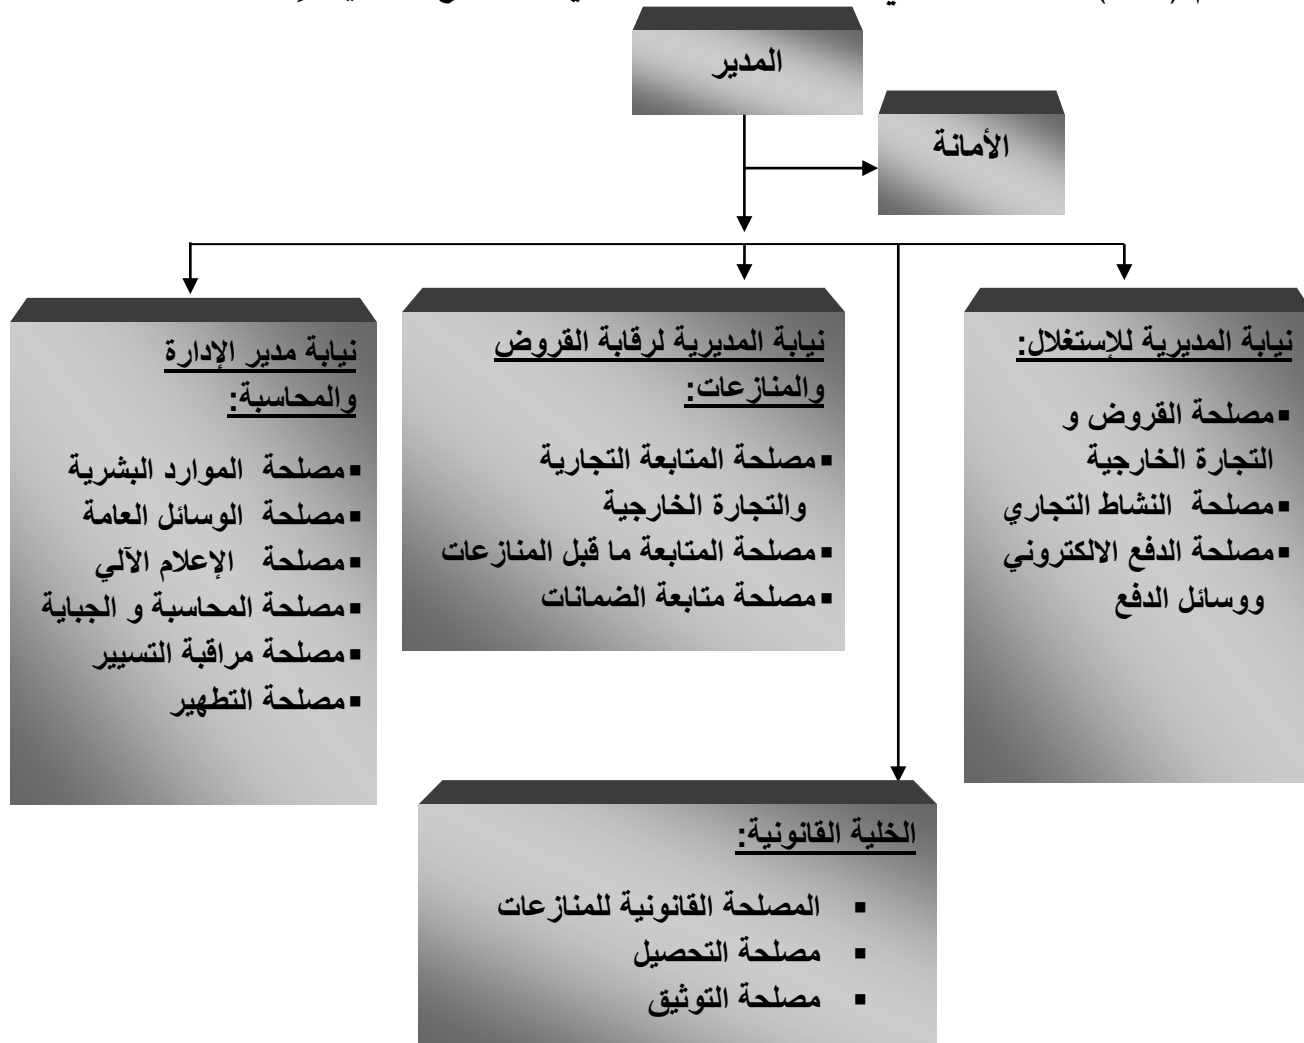 المدير
الأمانة
نيابة المديرية للإستغلال:
▪مصلحة القروض و
التجارة الخارجية
▪مصلحة النشاط التجاري
▪مصلحة الدفع الالكتروني
ووسائل الدفع
نيابة المديرية لرقابة القروض
والمنازعات:
▪مصلحة المتابعة التجارية
والتجارة الخارجية
▪مصلحة المتابعة ما قبل المنازعات
▪مصلحة متابعة الضمانات
نيابة مدير الإدارة
والمحاسبة:
▪مصلحة الموارد البشرية
▪مصلحة الوسائل العامة
▪مصلحة الإعلام الآلي
▪مصلحة المحاسبة و الجباية
▪مصلحة مراقبة التسيير
▪مصلحة التطهير
الخلية القانونية:
▪ المصلحة القانونية للمنازعات
▪ مصلحة التحصيل
▪ مصلحة التوثيق